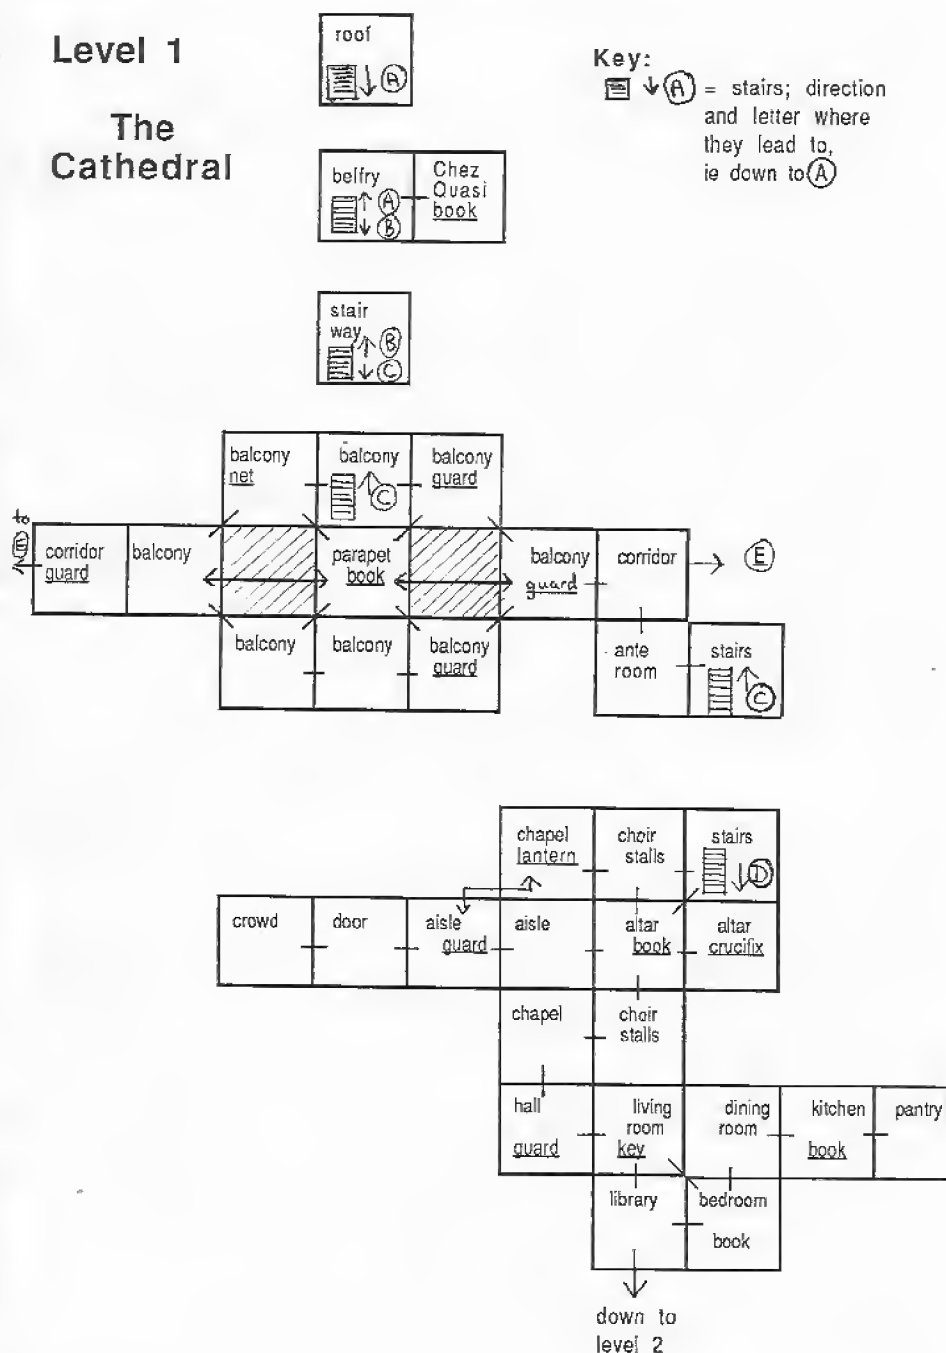 Level 1
The
Cathedral
Key:
↓ A = stairs; direction
and letter where
they lead to,
ie down to A
roof
↓ A
belfry
↑ A
↓ B
Chez
Quasi
book
stair
way ↑ B
↓ C
balcony
net
balcony
↑ C
balcony
guard
corridor
guard
balcony
parapet
book
balcony
guard
corridor
→ E
balcony
balcony
balcony
guard
ante
room
stairs
↑ C
chapel
lantern
choir
stalls
stairs
↓ D
crowd
door
aisle
guard
aisle
altar
book
altar
crucifix
chapel
choir
stalls
hall
guard
living
room
key
dining
room
kitchen
book
pantry
library
bedroom
book
down to
level 2